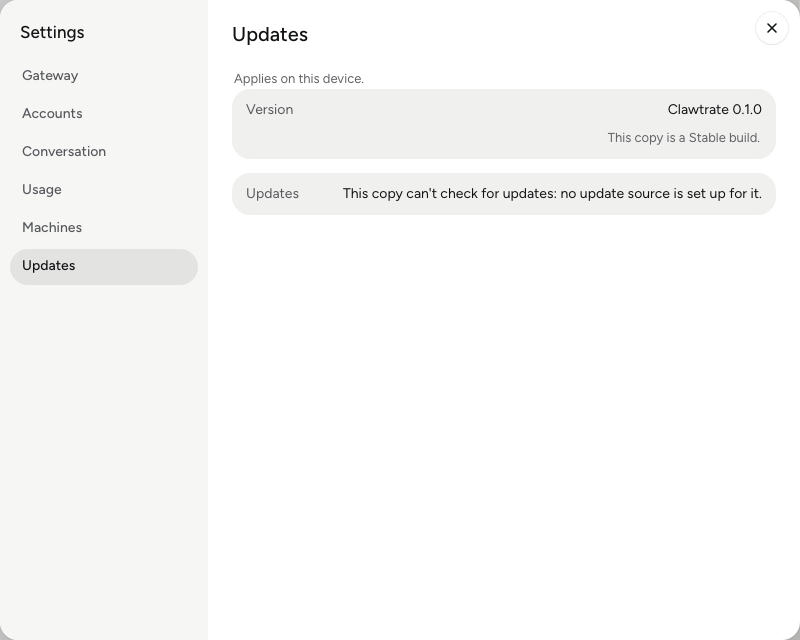 Settings
Gateway
Accounts
Conversation
Usage
Machines
Updates
Updates
Applies on this device.
Version Clawtrate 0.1.0
This copy is a Stable build.
Updates This copy can't check for updates: no update source is set up for it.